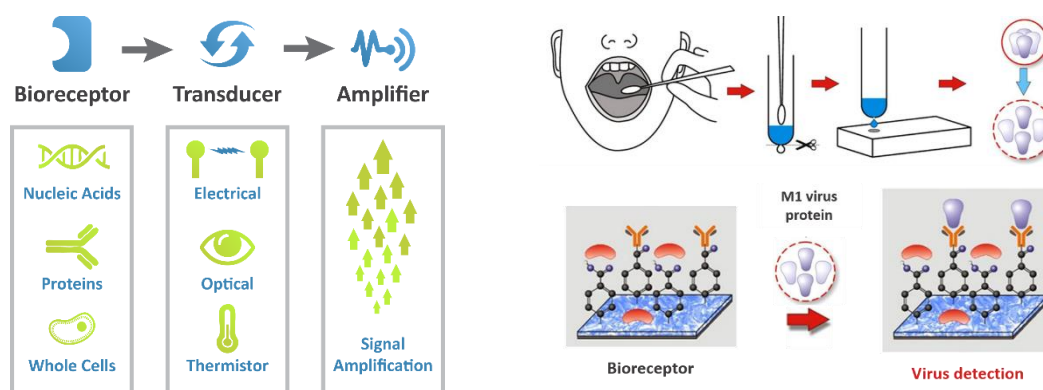 Bioreceptor
Transducer
Amplifier
Nucleic Acids
Proteins
Whole Cells
Electrical
Optical
Thermistor
Signal
Amplification
M1 virus
protein
Bioreceptor
Virus detection